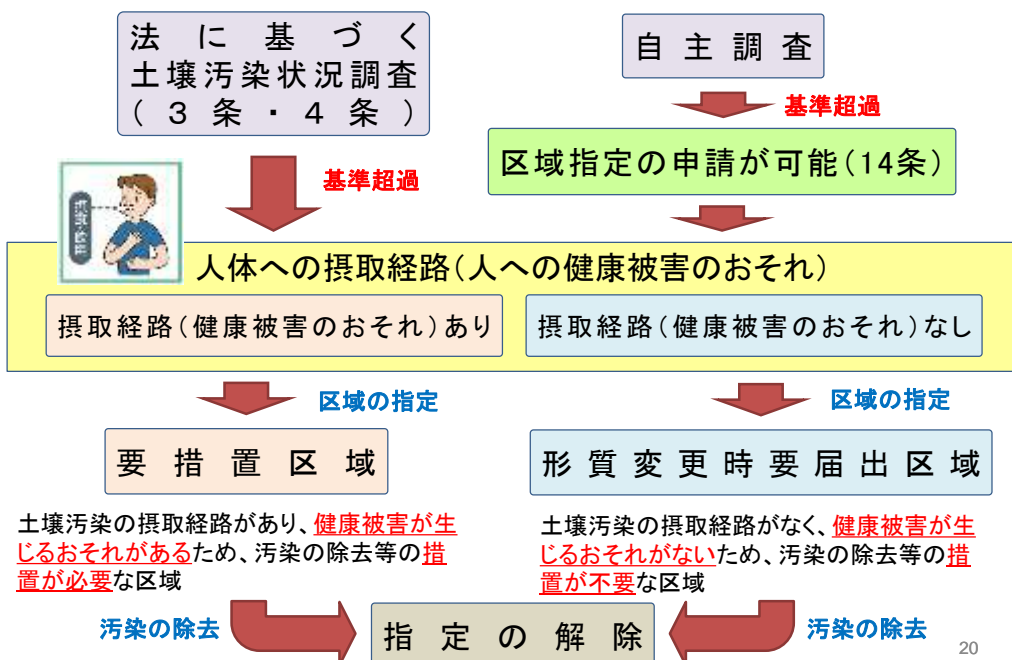 法に基づく
土壌汚染状況調査
(3条・4条)
自主調査
基準超過
基準超過
区域指定の申請が可能(14条)
人体への摂取経路(人への健康被害のおそれ)
摂取経路(健康被害のおそれ)あり
摂取経路(健康被害のおそれ)なし
区域の指定
区域の指定
要措置区域
形質変更時要届出区域
土壌汚染の摂取経路があり、健康被害が生
じるおそれがあるため、汚染の除去等の措
置が必要な区域
土壌汚染の摂取経路がなく、健康被害が生
じるおそれがないため、汚染の除去等の措
置が不要な区域
汚染の除去
指定の解除
汚染の除去
20